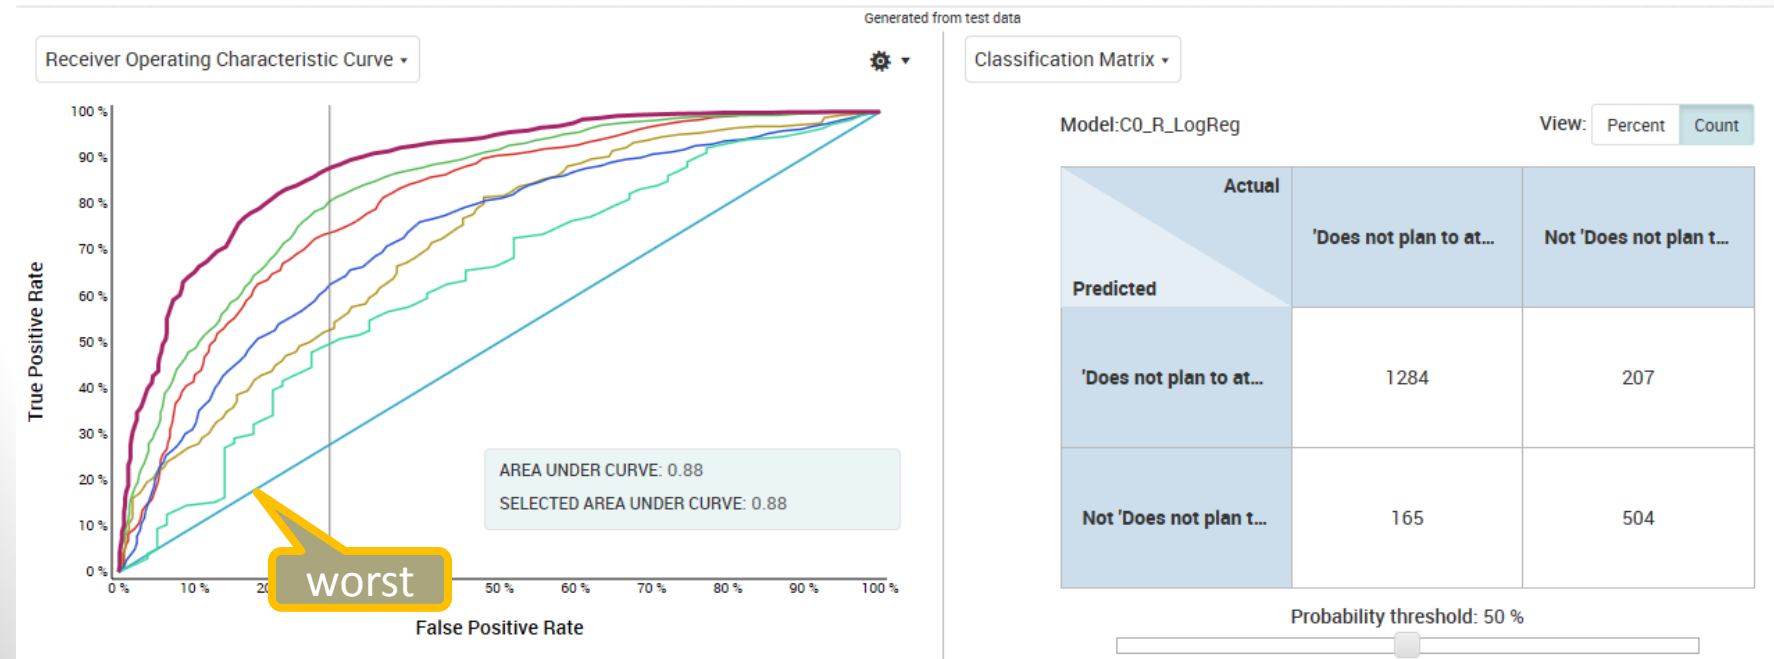 Generated from test data
Receiver Operating Characteristic Curve
Classification Matrix
100 %
90 %
80 %
70 %
60 %
50 %
40 %
30 %
20 %
10 %
0 %
True Positive Rate
AREA UNDER CURVE: 0.88
SELECTED AREA UNDER CURVE: 0.88
worst
0 %
10 %
50 %
60 %
70 %
80 %
90 %
100 %
False Positive Rate
Model:C0_R_LogReg
View: Percent Count
Actual
Predicted
'Does not plan to at...
Not 'Does not plan t...
'Does not plan to at...
1284
207
Not 'Does not plan t...
165
504
Probability threshold: 50 %